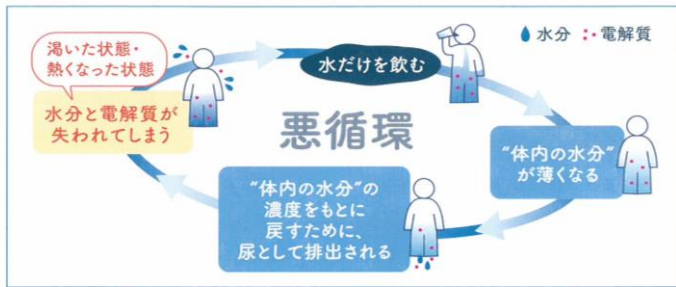 渇いた状態・
熱くなった状態
水分と電解質が
失われてしまう
水だけを飲む
水分
電解質
悪循環
“体内の水分”
が薄くなる
“体内の水分”の
濃度をもとに
戻すために、
尿として排出される